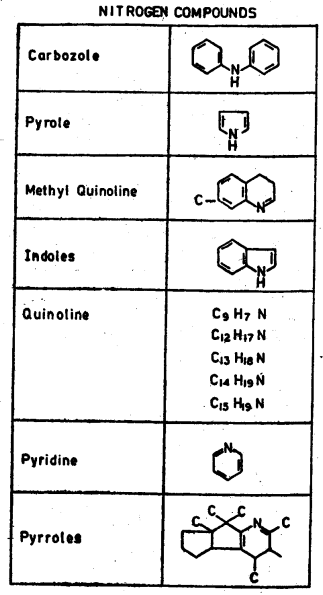 NITROGEN COMPOUNDS
Carbozole
N
H
Pyrole
N
H
Methyl Quinoline
C
N
Indoles
N
H
Quinoline
C9 H7 N
C12 H17 N
C13 H18 N
C14 H19 N
C15 H19 N
Pyridine
N
Pyrroles
C C C N C
C